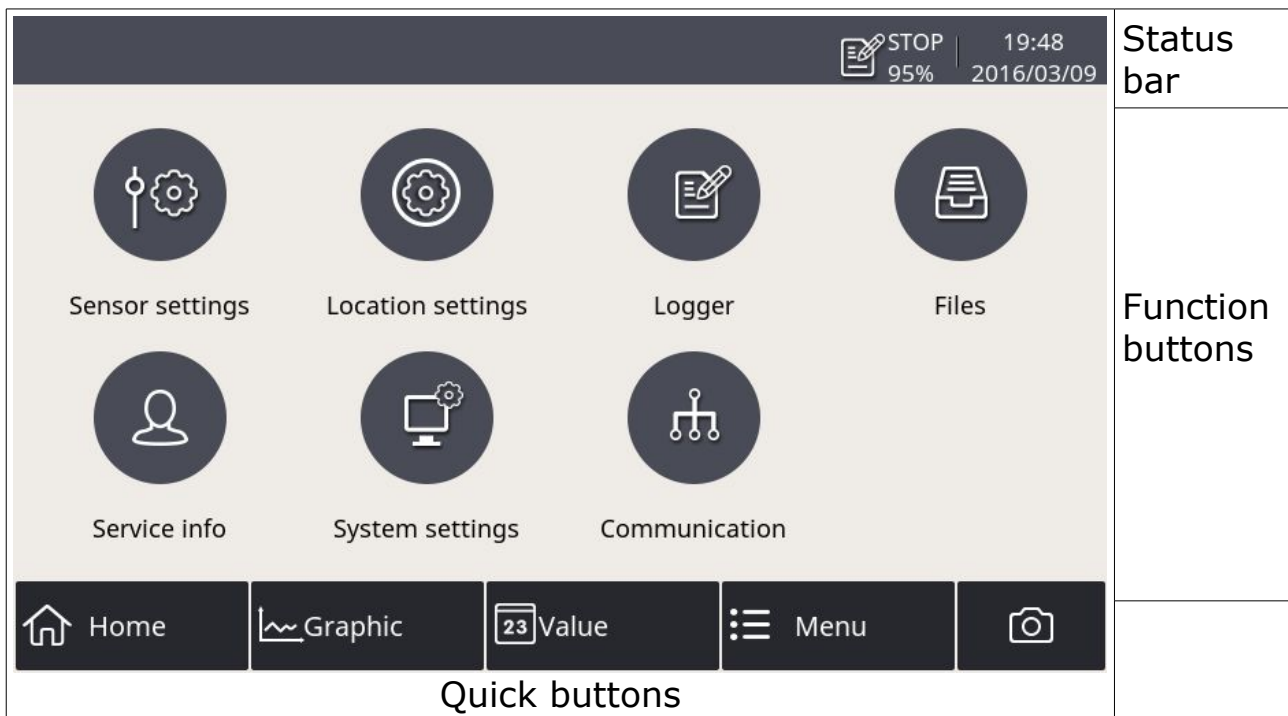 STOP
95%
19:48
2016/03/09
Status
bar
Sensor settings
Location settings
Logger
Files
Function
buttons
Service info
System settings
Communication
Home
Graphic
23
Value
Menu
Quick buttons